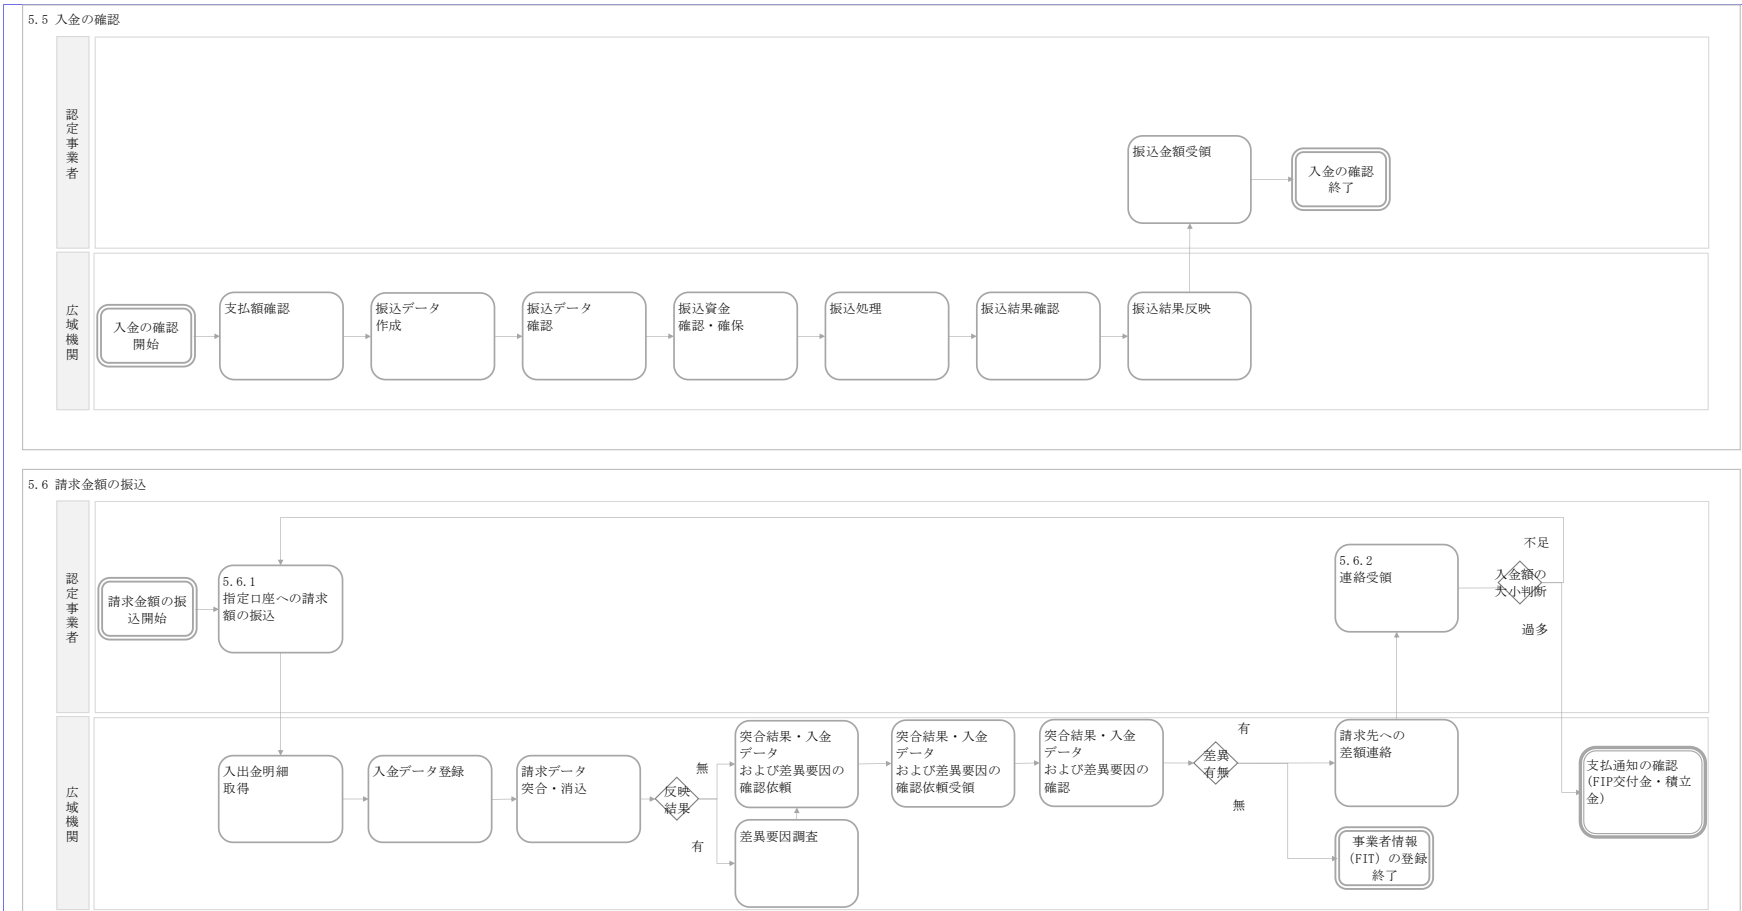 5.5 入金の確認
認定事業者
振込金額受領
入金の確認
終了
広域機関
入金の確認
開始
支払額確認
振込データ
作成
振込データ
確認
振込資金
確認・確保
振込処理
振込結果確認
振込結果反映
5.6 請求金額の振込
認定事業者
請求金額の振
込開始
5.6.1
指定口座への請求
額の振込
5.6.2
連絡受領
不足
入金額の
大小判断
過多
広域機関
入出金明細
取得
入金データ登録
請求データ
突合・消込
反映
結果
無
有
突合結果・入金
データ
および差異要因の
確認依頼
差異要因調査
突合結果・入金
データ
および差異要因の
確認依頼受領
突合結果・入金
データ
および差異要因の
確認
差異
有無
有
無
請求先への
差額連絡
事業者情報
(FIT) の登録
終了
支払通知の確認
(FIP交付金・積立
金)